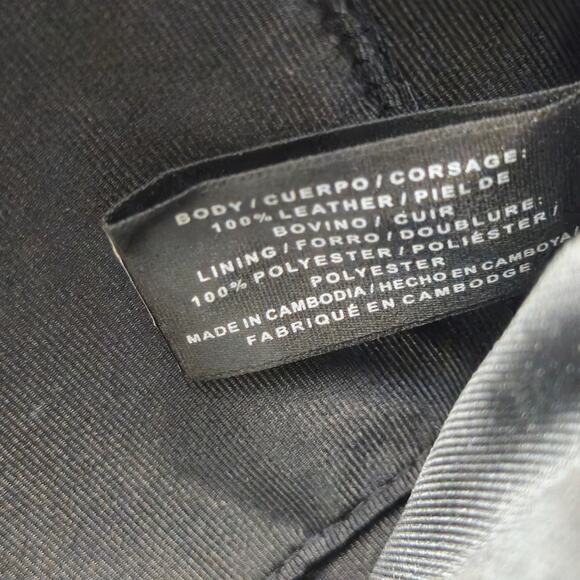 BODY / CUERPO / CORSAGE:
100% LEATHER / PIEL DE
BOVINO / CUIR
LINING / FORRO / DOUBLURE:
100% POLYESTER / POLIÉSTER /
POLYESTER
MADE IN CAMBODIA / HECHO EN CAMBOYA /
FABRIQUÉ EN CAMBODGE